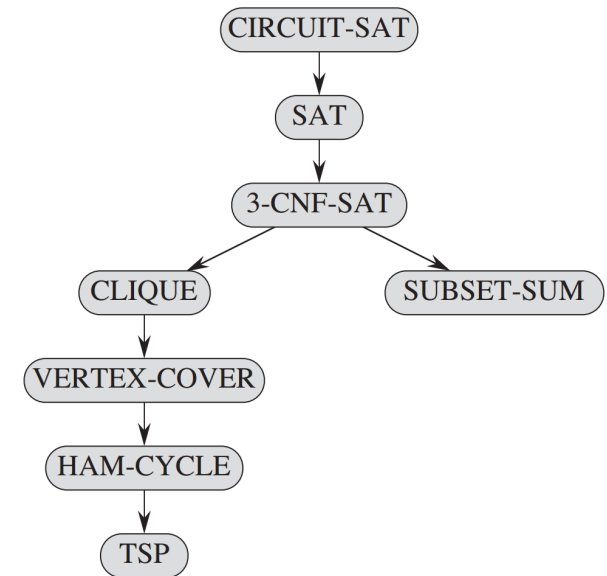 CIRCUIT-SAT
SAT
3-CNF-SAT
CLIQUE
SUBSET-SUM
VERTEX-COVER
HAM-CYCLE
TSP